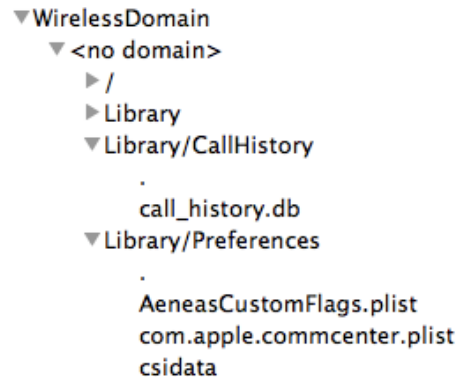 WirelessDomain
<no domain>
/
Library
Library/CallHistory
.
call_history.db
Library/Preferences
.
AeneasCustomFlags.plist
com.apple.commcenter.plist
csidata